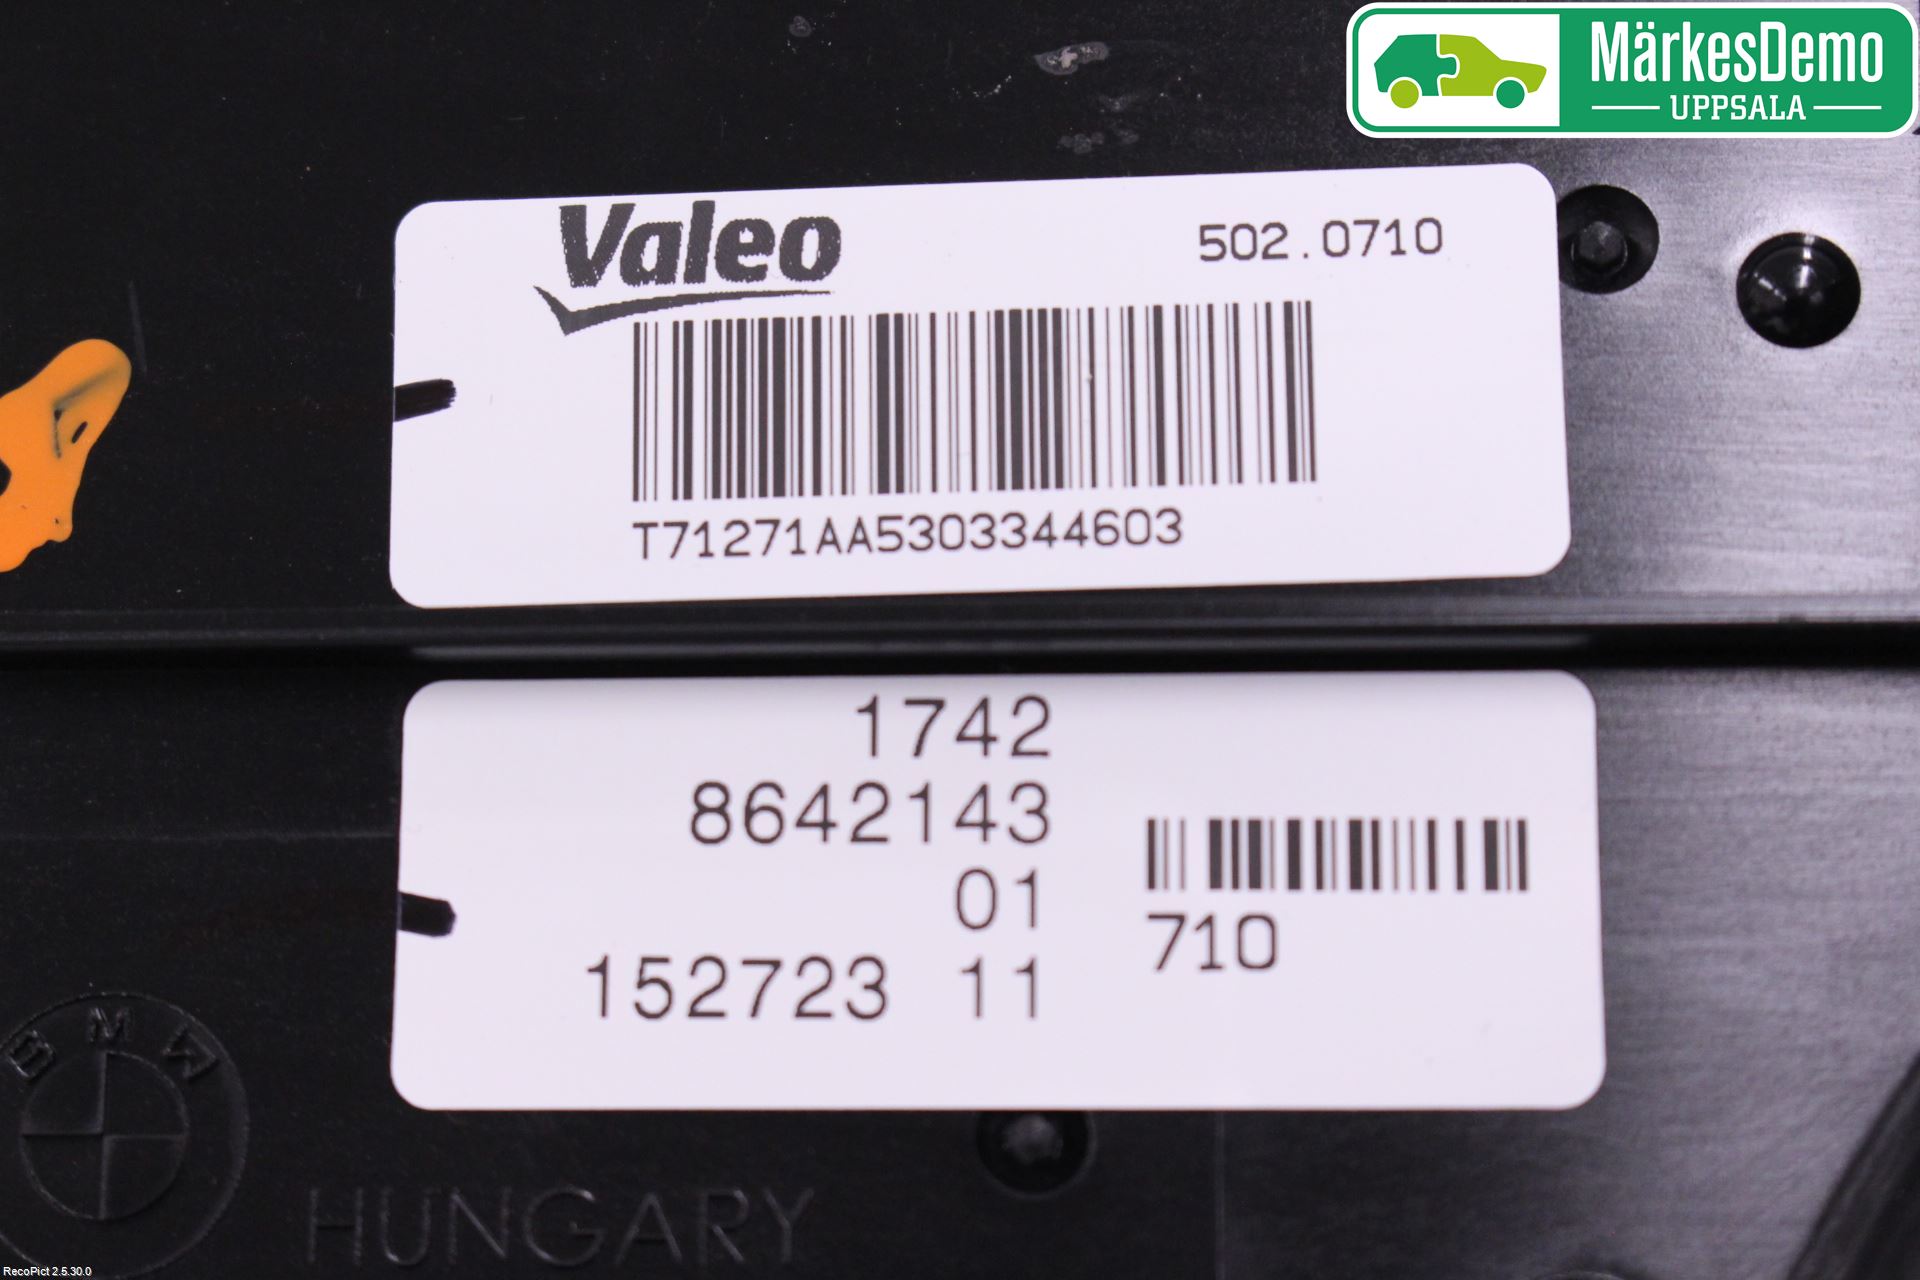 MärkesDemo
UPPSALA
Valeo
502.0710
T71271AA5303344603
1742
8642143
01
152723 11
710
BMW
HUNGARY
RecoPict 2.5.30.0